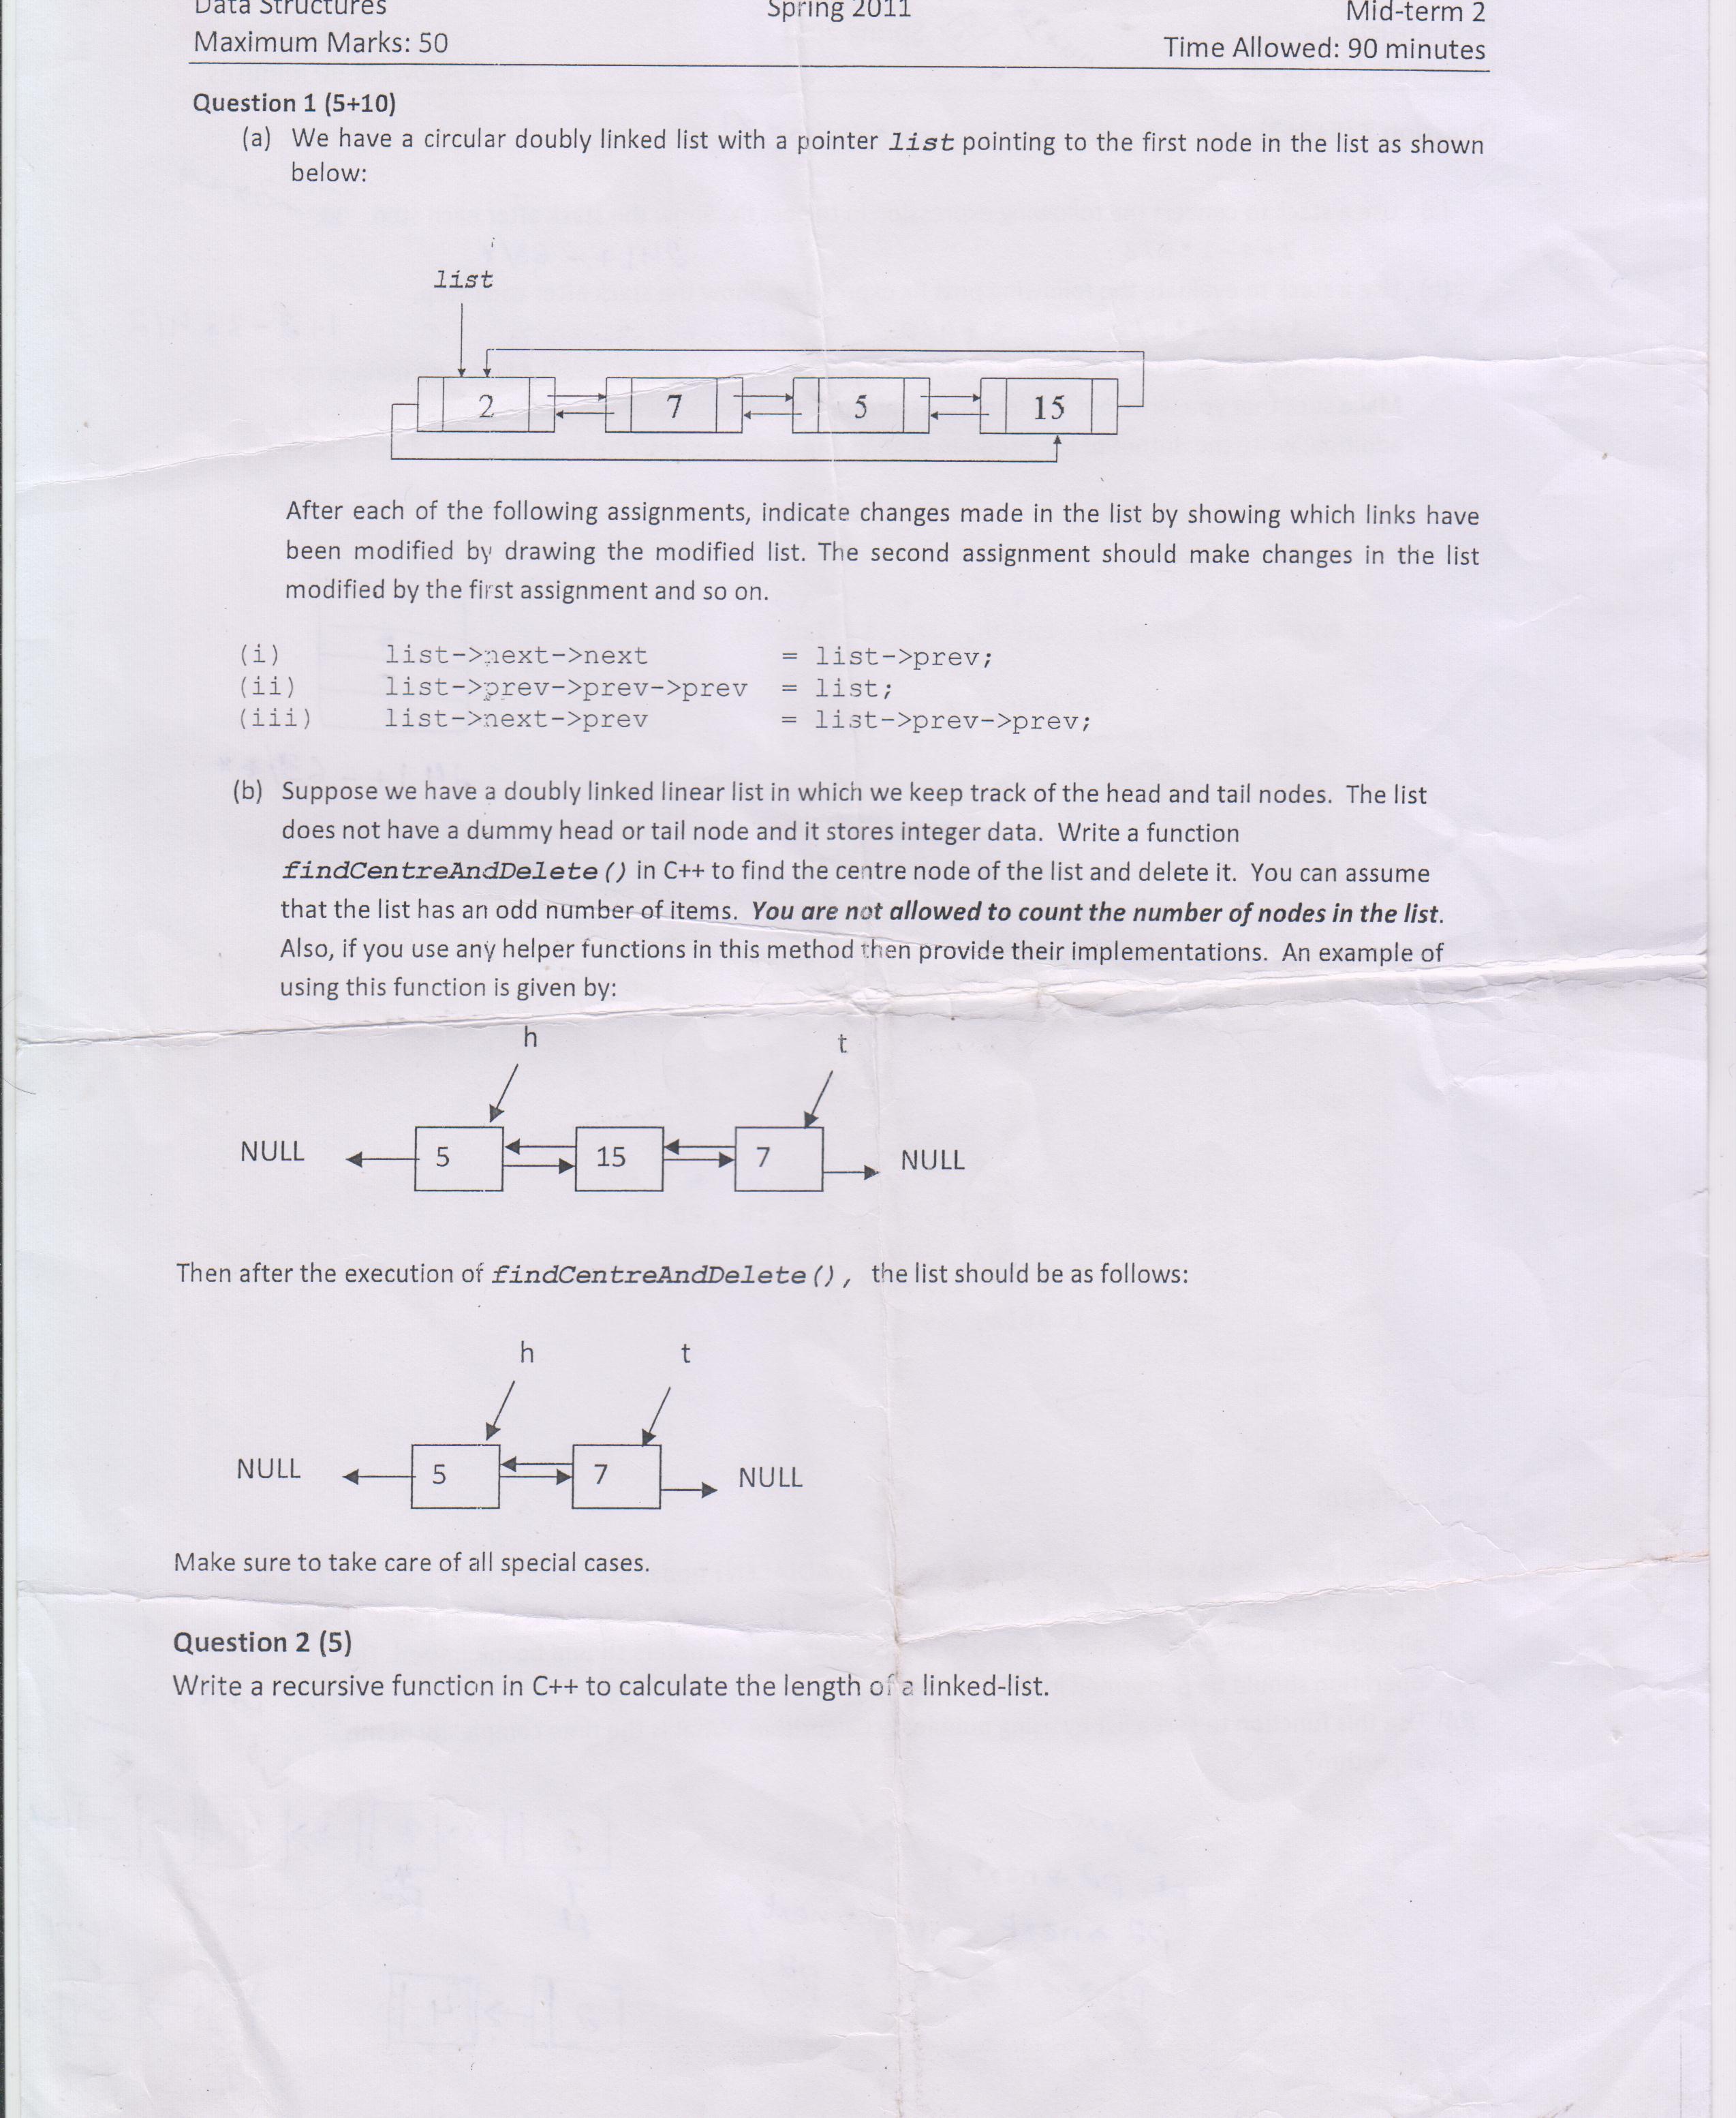 Data Structures Spring 2011 Mid-term 2
Maximum Marks: 50 Time Allowed: 90 minutes
Question 1 (5+10)
(a) We have a circular doubly linked list with a pointer list pointing to the first node in the list as shown
below:
list
2 7 5 15
After each of the following assignments, indicate changes made in the list by showing which links have
been modified by drawing the modified list. The second assignment should make changes in the list
modified by the first assignment and so on.
(i) list->next->next = list->prev;
(ii) list->prev->prev->prev = list;
(iii) list->next->prev = list->prev->prev;
(b) Suppose we have a doubly linked linear list in which we keep track of the head and tail nodes. The list
does not have a dummy head or tail node and it stores integer data. Write a function
findCentreAndDelete() in C++ to find the centre node of the list and delete it. You can assume
that the list has an odd number of items. You are not allowed to count the number of nodes in the list.
Also, if you use any helper functions in this method then provide their implementations. An example of
using this function is given by:
h t
NULL 5 15 7 NULL
Then after the execution of findCentreAndDelete(), the list should be as follows:
h t
NULL 5 7 NULL
Make sure to take care of all special cases.
Question 2 (5)
Write a recursive function in C++ to calculate the length of a linked-list.